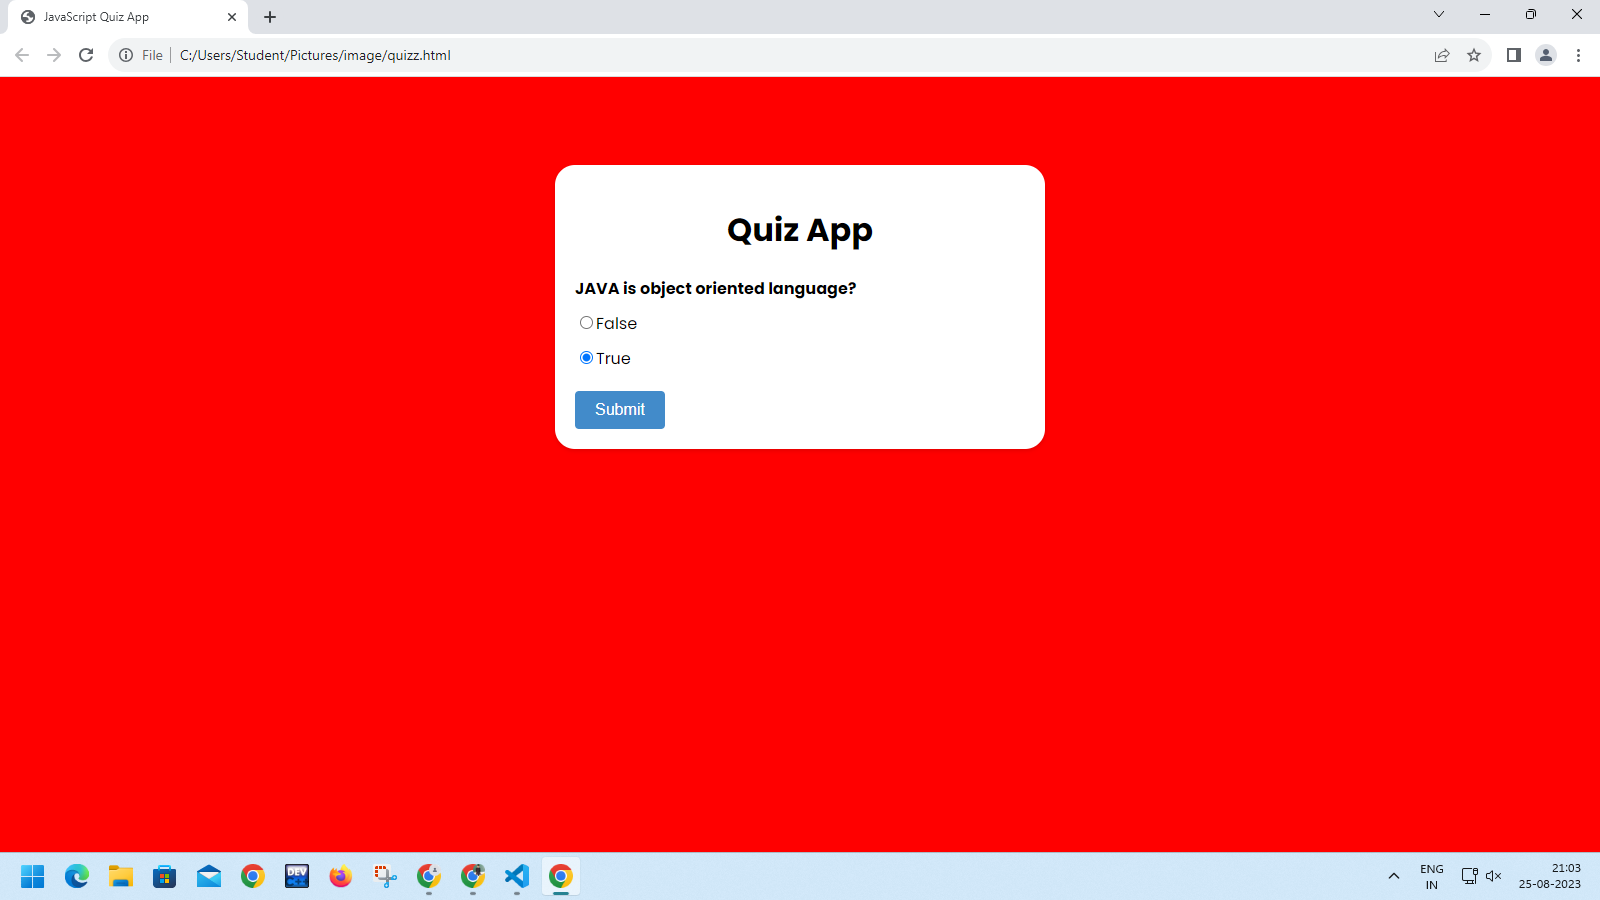 JavaScript Quiz App
File
C:/Users/Student/Pictures/image/quizz.html
Quiz App
JAVA is object oriented language?
False
True
Submit
DEV
C++
ENG
IN
21:03
25-08-2023